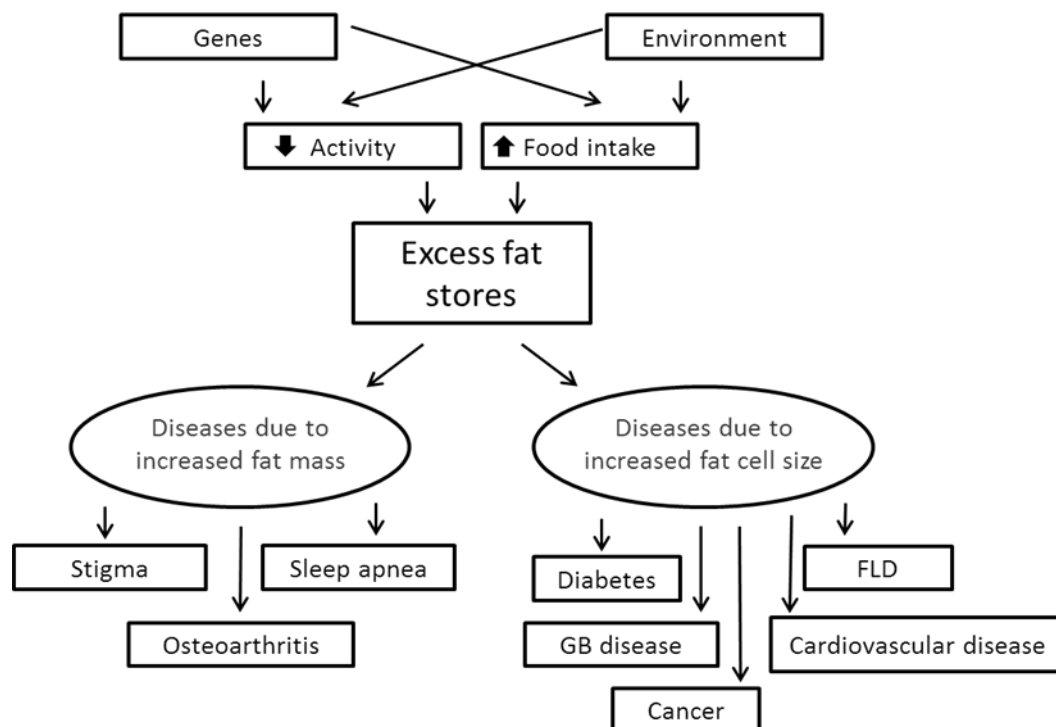 Genes
Environment
Activity
Food intake
Excess fat
stores
Diseases due to
increased fat mass
Diseases due to
increased fat cell size
Stigma
Sleep apnea
Osteoarthritis
Diabetes
FLD
GB disease
Cardiovascular disease
Cancer